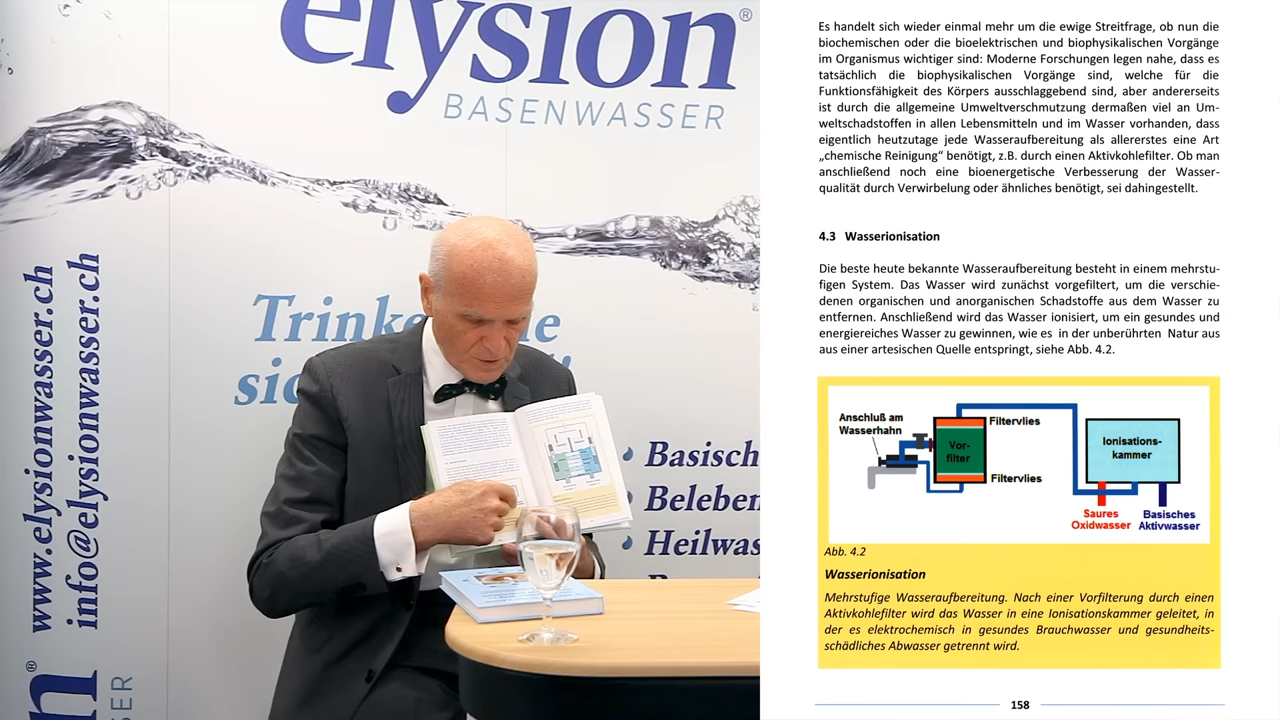 elysion®
BASENWASSER
www.elysionwasser.ch
info@elysionwasser.ch
Basisch
Beleben
Heilwas
Es handelt sich wieder einmal mehr um die ewige Streitfrage, ob nun die
biochemischen oder die bioelektrischen und biophysikalischen Vorgänge
im Organismus wichtiger sind: Moderne Forschungen legen nahe, dass es
tatsächlich die biophysikalischen Vorgänge sind, welche für die
Funktionsfähigkeit des Körpers ausschlaggebend sind, aber andererseits
ist durch die allgemeine Umweltverschmutzung dermaßen viel an Um-
weltschadstoffen in allen Lebensmitteln und im Wasser vorhanden, dass
eigentlich heutzutage jede Wasseraufbereitung als allererstes eine Art
„chemische Reinigung“ benötigt, z.B. durch einen Aktivkohlefilter. Ob man
anschließend noch eine bioenergetische Verbesserung der Wasser-
qualität durch Verwirbelung oder ähnliches benötigt, sei dahingestellt.
4.3 Wasserionisation
Die beste heute bekannte Wasseraufbereitung besteht in einem mehrstu-
figen System. Das Wasser wird zunächst vorgefiltert, um die verschie-
denen organischen und anorganischen Schadstoffe aus dem Wasser zu
entfernen. Anschließend wird das Wasser ionisiert, um ein gesundes und
energiereiches Wasser zu gewinnen, wie es in der unberührten Natur aus
aus einer artesischen Quelle entspringt, siehe Abb. 4.2.
Anschluß am
Wasserhahn
Filtervlies
Vor-
filter
Filtervlies
Ionisations-
kammer
Saures
Oxidwasser
Basisches
Aktivwasser
Abb. 4.2
Wasserionisation
Mehrstufige Wasseraufbereitung. Nach einer Vorfilterung durch einen
Aktivkohlefilter wird das Wasser in eine Ionisationskammer geleitet, in
der es elektrochemisch in gesundes Brauchwasser und gesundheits-
schädliches Abwasser getrennt wird.
158